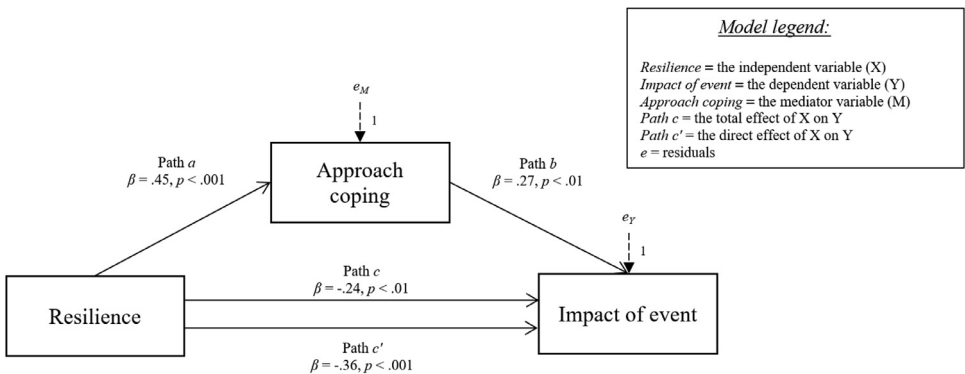 Model legend:
Resilience = the independent variable (X)
Impact of event = the dependent variable (Y)
Approach coping = the mediator variable (M)
Path c = the total effect of X on Y
Path c' = the direct effect of X on Y
e = residuals
eM
1
Path a
β = .45, p < .001
Approach
coping
Path b
β = .27, p < .01
eY
1
Path c
β = -.24, p < .01
Resilience
Impact of event
Path c'
β = -.36, p < .001